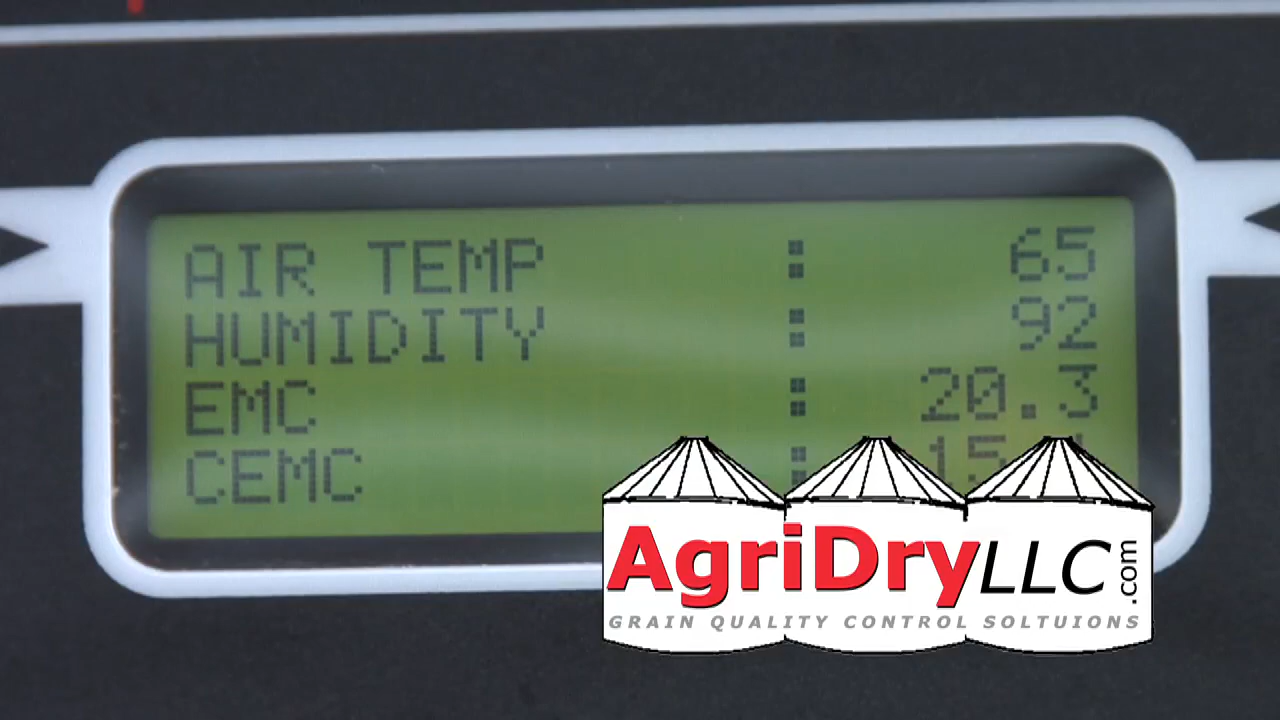 AIR TEMP : 65
HUMIDITY : 92
EMC : 20.3
CEMC :
AgriDryLLC.com
GRAIN QUALITY CONTROL SOLTUIONS